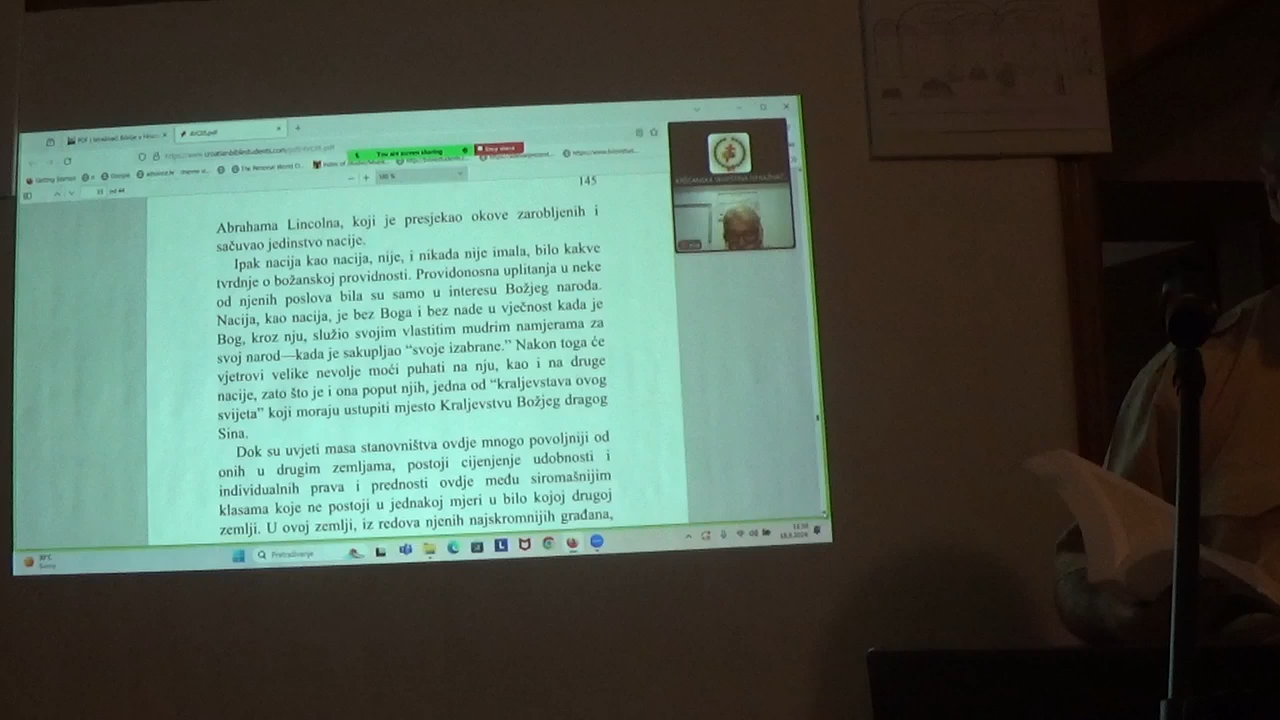 You are screen sharing
Stop share
Getting Started
Google
145
Abrahama Lincolna, koji je presjekao okove zarobljenih i
sačuvao jedinstvo nacije.
Ipak nacija kao nacija, nije, i nikada nije imala, bilo kakve
tvrdnje o božanskoj providnosti. Providonosna uplitanja u neke
od njenih poslova bila su samo u interesu Božjeg naroda.
Nacija, kao nacija, je bez Boga i bez nade u vječnost kada je
Bog, kroz nju, služio svojim vlastitim mudrim namjerama za
svoj narod—kada je sakupljao “svoje izabrane.” Nakon toga će
vjetrovi velike nevolje moći puhati na nju, kao i na druge
nacije, zato što je i ona poput njih, jedna od “kraljevstava ovog
svijeta” koji moraju ustupiti mjesto Kraljevstvu Božjeg dragog
Sina.
Dok su uvjeti masa stanovništva ovdje mnogo povoljniji od
onih u drugim zemljama, postoji cijenjenje udobnosti i
individualnih prava i prednosti ovdje među siromašnijim
klasama koje ne postoji u jednakoj mjeri u bilo kojoj drugoj
zemlji. U ovoj zemlji, iz redova njenih najskromnijih građana,
Sunny
Pretraživanje